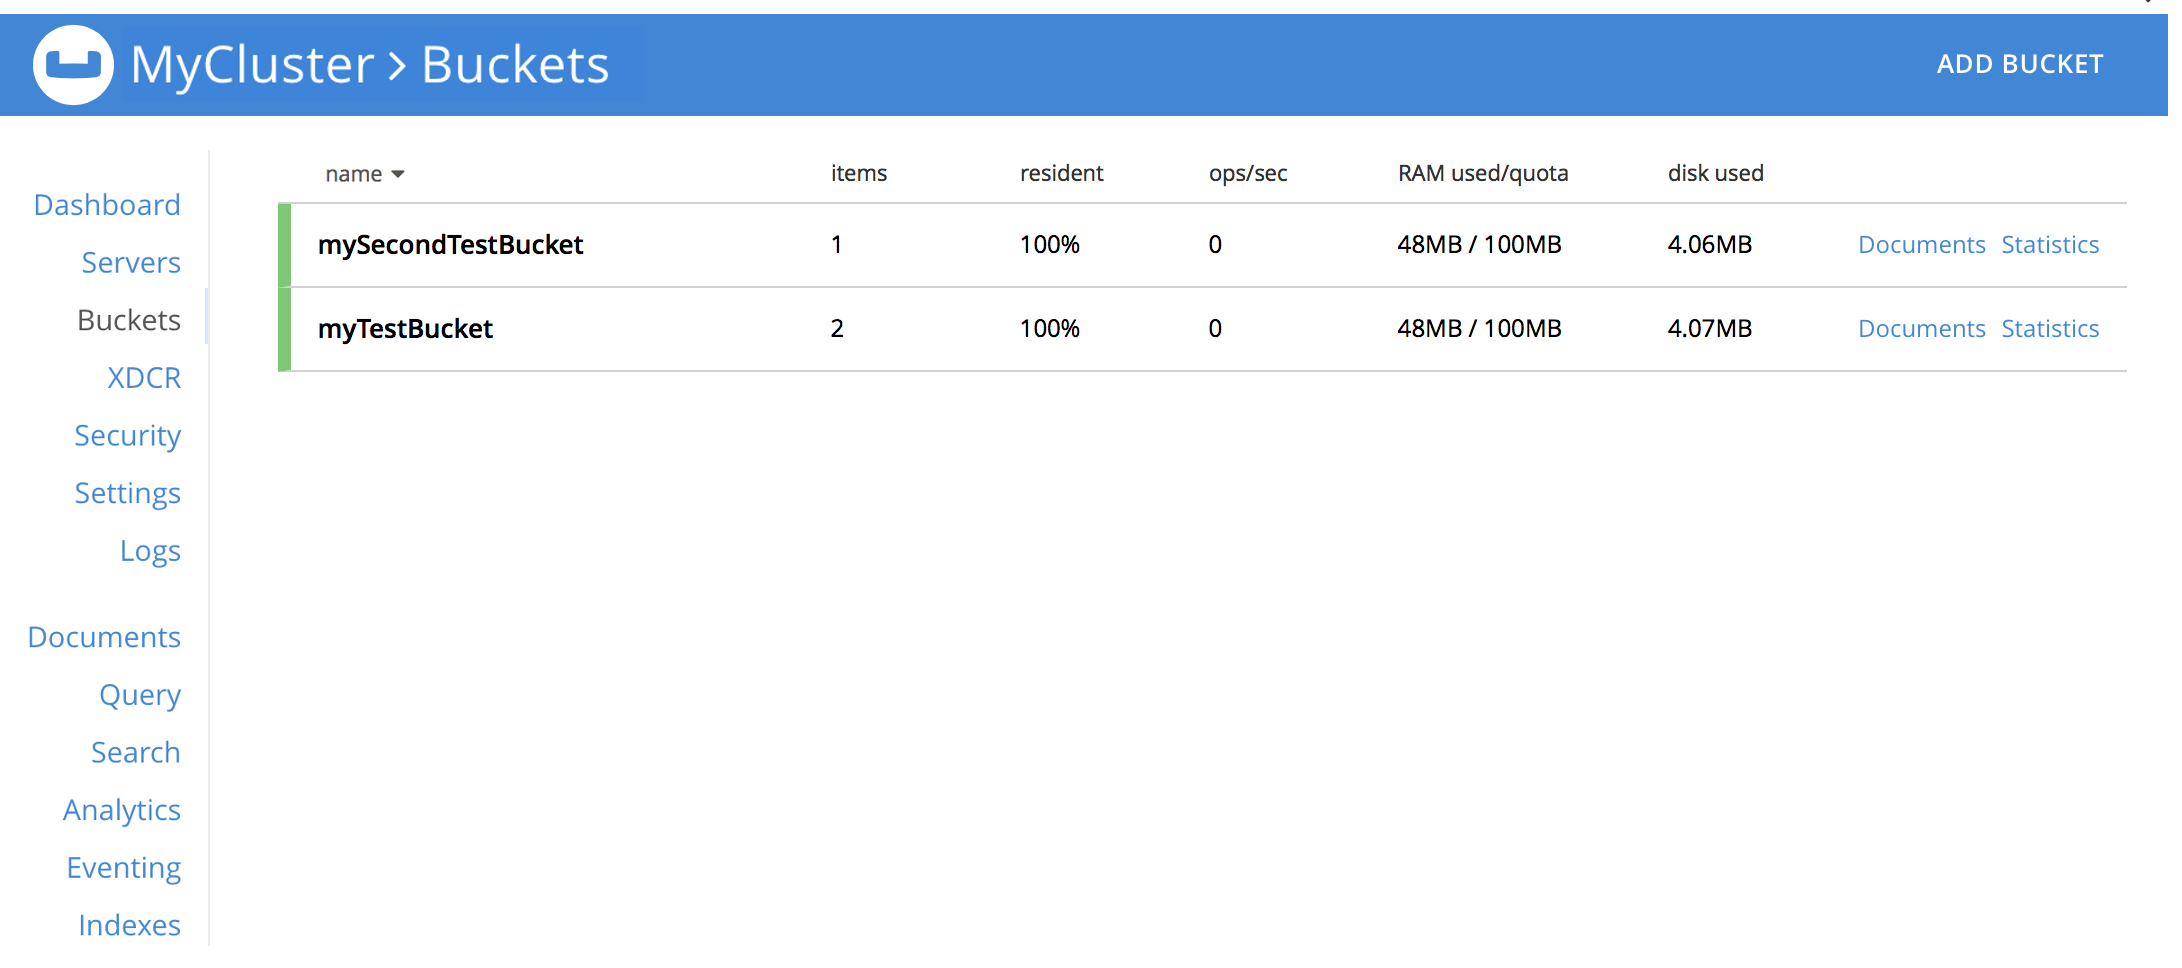 MyCluster > Buckets
ADD BUCKET
Dashboard
Servers
Buckets
XDCR
Security
Settings
Logs
Documents
Query
Search
Analytics
Eventing
Indexes
name items resident ops/sec RAM used/quota disk used
mySecondTestBucket 1 100% 0 48MB / 100MB 4.06MB Documents Statistics
myTestBucket 2 100% 0 48MB / 100MB 4.07MB Documents Statistics